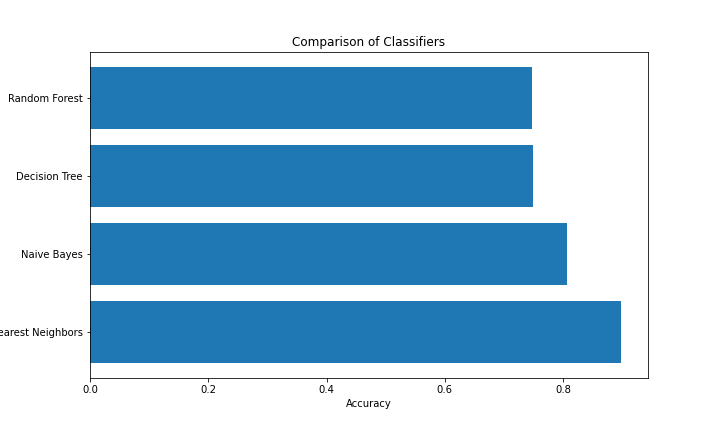 Comparison of Classifiers
Random Forest
Decision Tree
Naive Bayes
earest Neighbors
0.0 0.2 0.4 0.6 0.8
Accuracy